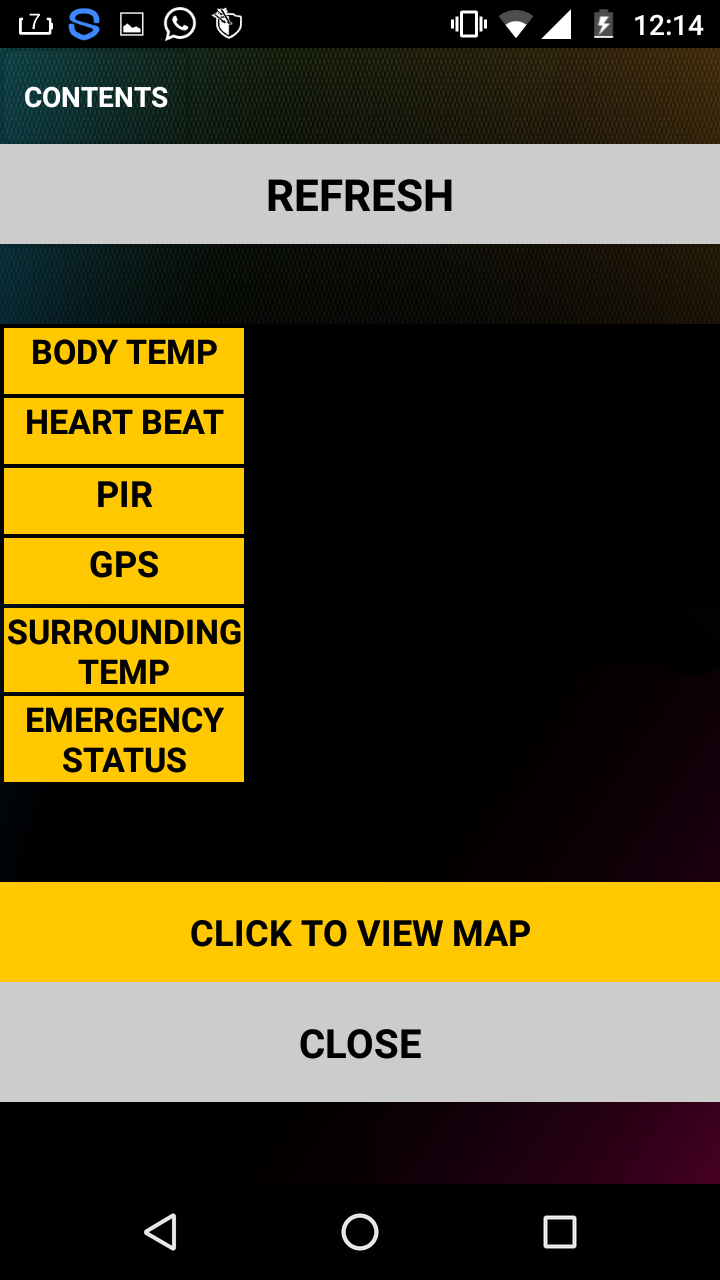 7 12:14
CONTENTS
REFRESH
BODY TEMP
HEART BEAT
PIR
GPS
SURROUNDING
TEMP
EMERGENCY
STATUS
CLICK TO VIEW MAP
CLOSE